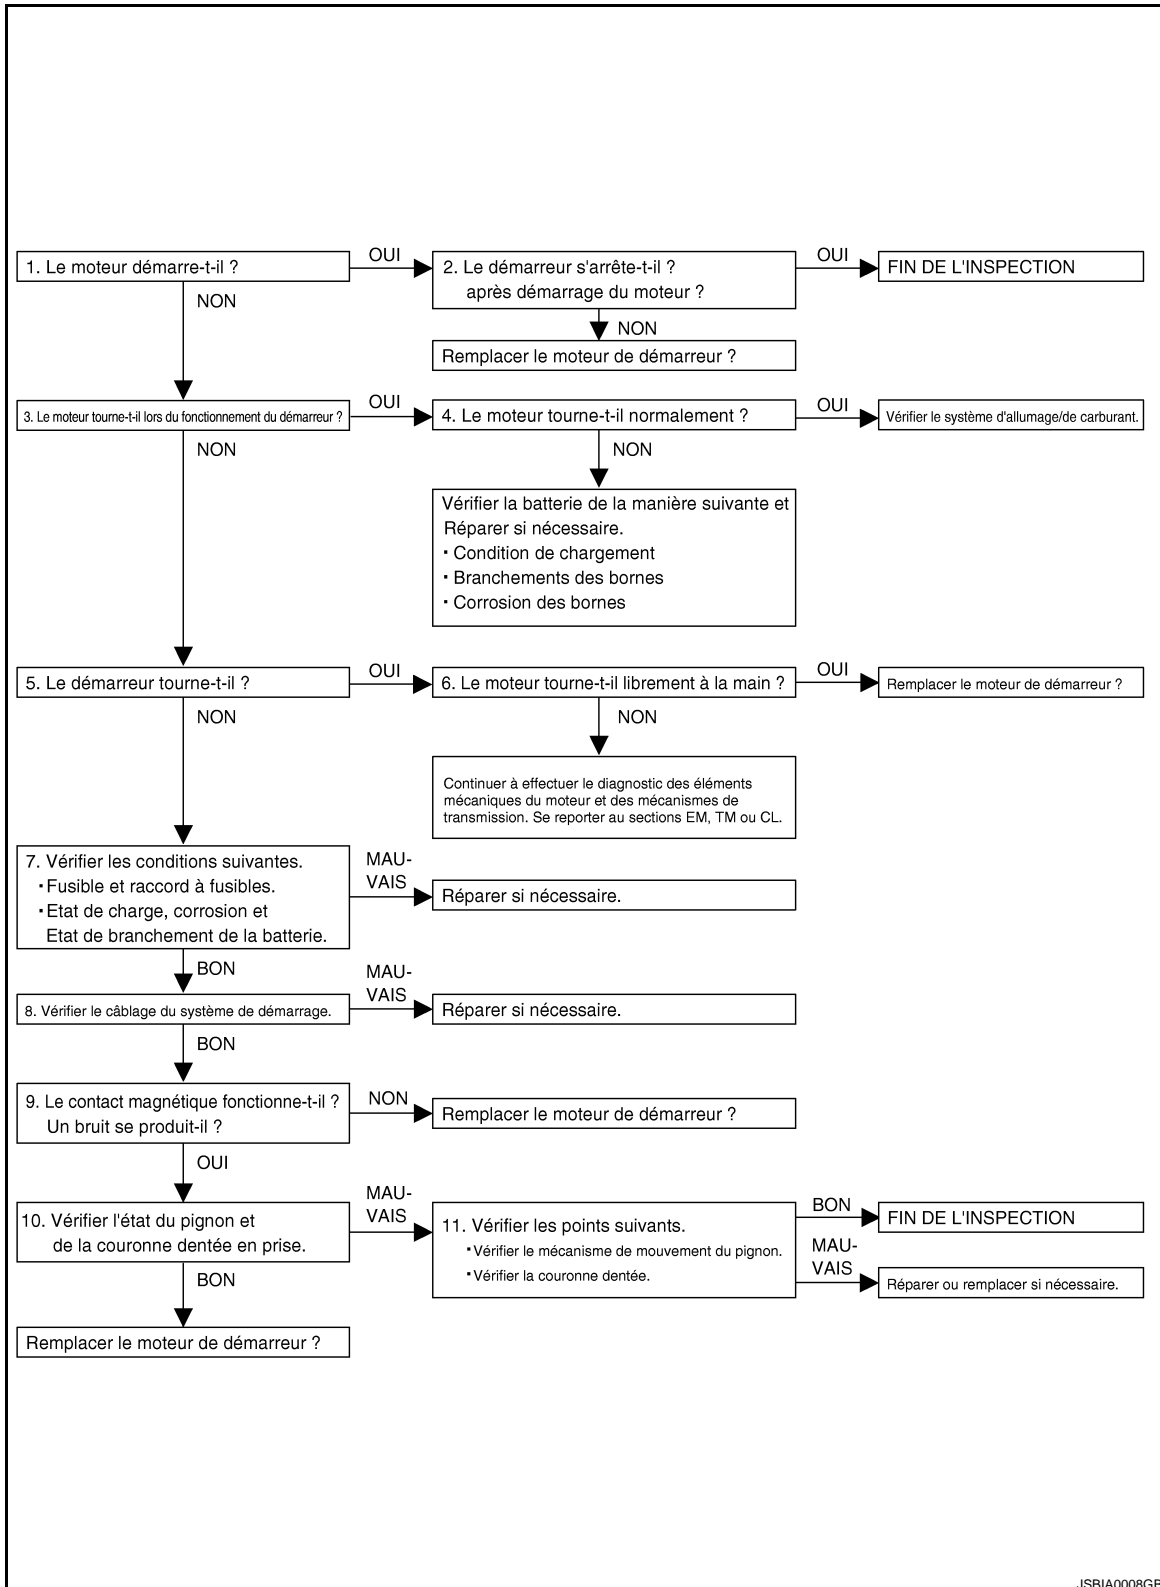 1. Le moteur démarre-t-il ?
OUI
2. Le démarreur s'arrête-t-il ?
après démarrage du moteur ?
OUI
FIN DE L'INSPECTION
NON
NON
Remplacer le moteur de démarreur ?
3. Le moteur tourne-t-il lors du fonctionnement du démarreur ?
OUI
4. Le moteur tourne-t-il normalement ?
OUI
Vérifier le système d'allumage/de carburant.
NON
NON
Vérifier la batterie de la manière suivante et
Réparer si nécessaire.
· Condition de chargement
· Branchements des bornes
· Corrosion des bornes
5. Le démarreur tourne-t-il ?
OUI
6. Le moteur tourne-t-il librement à la main ?
OUI
Remplacer le moteur de démarreur ?
NON
NON
Continuer à effectuer le diagnostic des éléments
mécaniques du moteur et des mécanismes de
transmission. Se reporter au sections EM, TM ou CL.
7. Vérifier les conditions suivantes.
· Fusible et raccord à fusibles.
· Etat de charge, corrosion et
Etat de branchement de la batterie.
MAU-
VAIS
Réparer si nécessaire.
BON
8. Vérifier le câblage du système de démarrage.
MAU-
VAIS
Réparer si nécessaire.
BON
9. Le contact magnétique fonctionne-t-il ?
Un bruit se produit-il ?
NON
Remplacer le moteur de démarreur ?
OUI
10. Vérifier l'état du pignon et
de la couronne dentée en prise.
MAU-
VAIS
11. Vérifier les points suivants.
· Vérifier le mécanisme de mouvement du pignon.
· Vérifier la couronne dentée.
BON
FIN DE L'INSPECTION
MAU-
VAIS
Réparer ou remplacer si nécessaire.
BON
Remplacer le moteur de démarreur ?
JSBIA0008GB